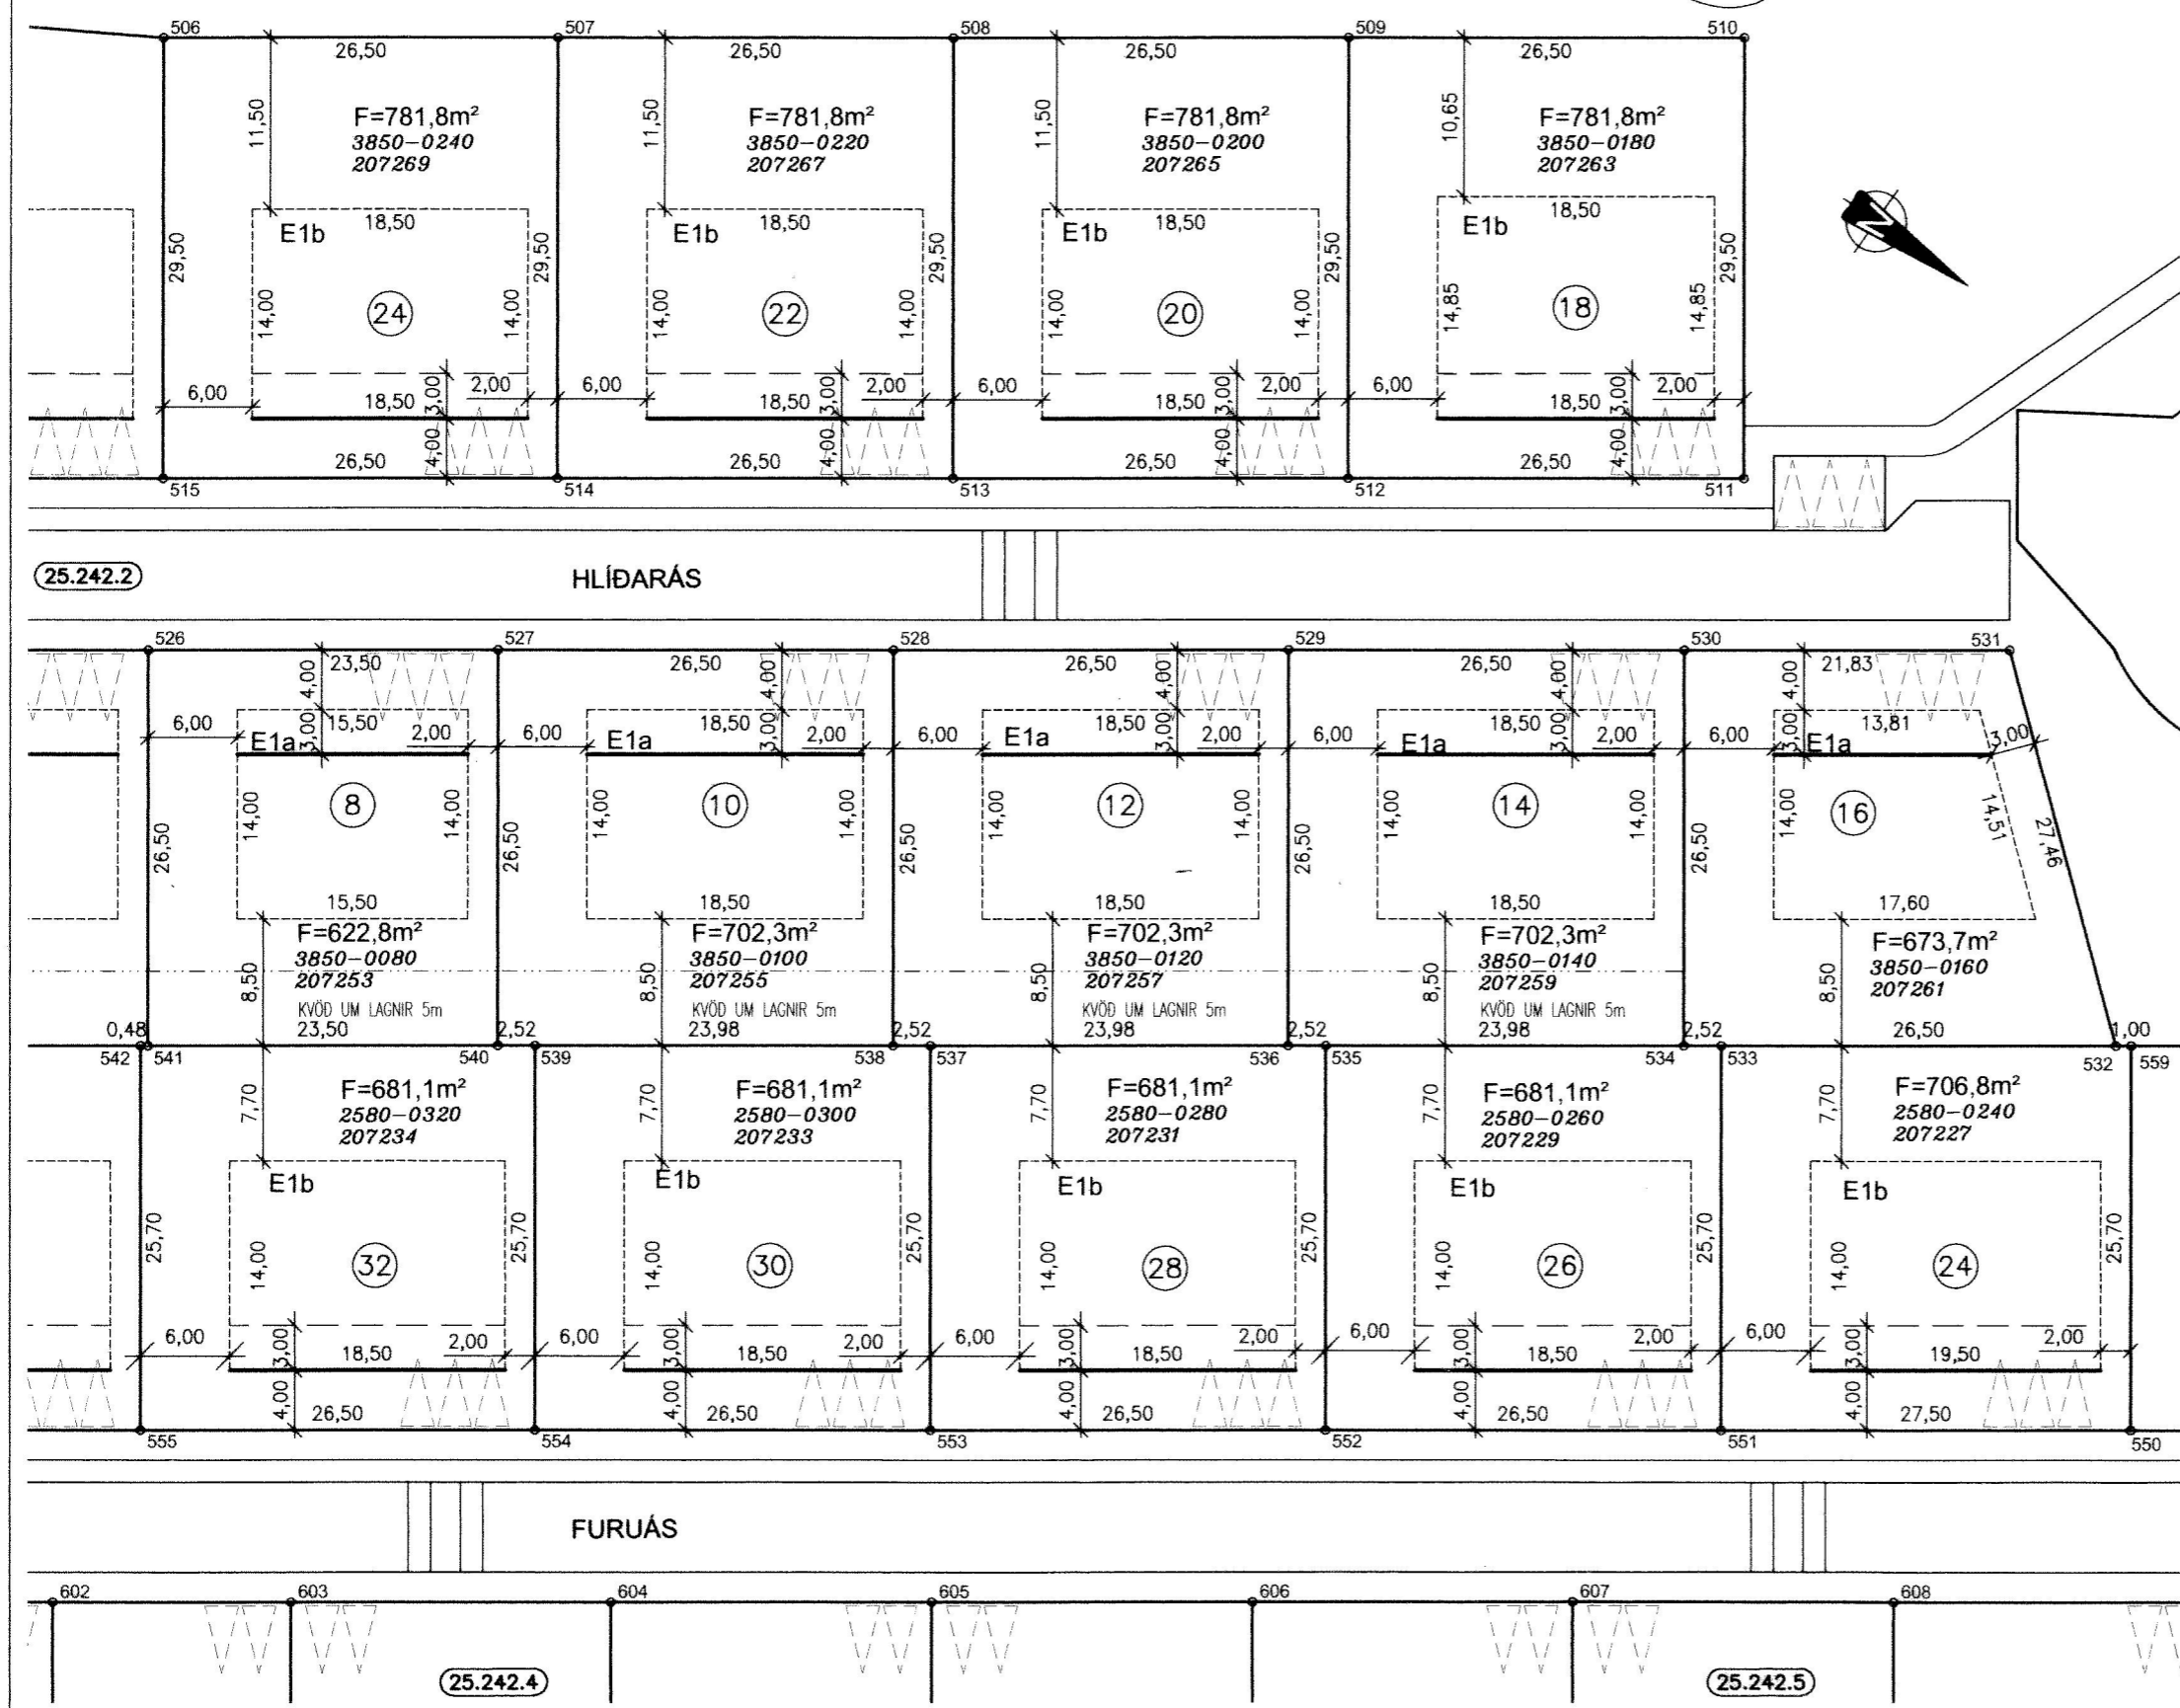 506 507 508 509 510
26,50 26,50 26,50 26,50
11,50 11,50 11,50 10,65
F=781,8m² F=781,8m² F=781,8m² F=781,8m²
3850-0240 3850-0220 3850-0200 3850-0180
207269 207267 207265 207263
N
18,50 18,50 18,50 18,50
E1b E1b E1b E1b
29,50 29,50 29,50 29,50 29,50
14,00 24 14,00 14,00 22 14,00 14,00 20 14,00 14,85 18 14,85
6,00 3,00 2,00 6,00 3,00 2,00 6,00 3,00 2,00 6,00 3,00 2,00
18,50 18,50 18,50 18,50
26,50 4,00 26,50 4,00 26,50 4,00 26,50 4,00
515 514 513 512 511
25.242.2
HLÍÐARÁS
526 527 528 529 530 531
23,50 26,50 26,50 26,50 21,83
4,00 4,00 4,00 4,00 4,00
15,50 18,50 18,50 18,50 13,81
6,00 E1a 3,00 2,00 6,00 E1a 3,00 2,00 6,00 E1a 3,00 2,00 6,00 E1a 3,00 2,00 6,00 3,00 E1a 3,00
14,00 8 14,00 14,00 10 14,00 14,00 12 14,00 14,00 14 14,00 14,00 16 14,51
26,50 26,50 26,50 26,50 26,50 27,46
15,50 18,50 18,50 18,50 17,60
F=622,8m² F=702,3m² F=702,3m² F=702,3m² F=673,7m²
3850-0080 3850-0100 3850-0120 3850-0140 3850-0160
207253 207255 207257 207259 207261
8,50 8,50 8,50 8,50 8,50
KVÖÐ UM LAGNIR 5m KVÖÐ UM LAGNIR 5m KVÖÐ UM LAGNIR 5m KVÖÐ UM LAGNIR 5m
0,48 23,50 2,52 23,98 2,52 23,98 2,52 23,98 2,52 26,50 1,00
542 541 540 539 538 537 536 535 534 533 532 559
F=681,1m² F=681,1m² F=681,1m² F=681,1m² F=706,8m²
7,70 7,70 7,70 7,70 7,70
2580-0320 2580-0300 2580-0280 2580-0260 2580-0240
207234 207233 207231 207229 207227
E1b E1b E1b E1b E1b
25,70 25,70 25,70 25,70 25,70 25,70
14,00 32 14,00 30 14,00 28 14,00 26 14,00 24
6,00 3,00 2,00 6,00 3,00 2,00 6,00 3,00 2,00 6,00 3,00 2,00 6,00 3,00 2,00
18,50 18,50 18,50 18,50 19,50
4,00 26,50 4,00 26,50 4,00 26,50 4,00 26,50 4,00 27,50
555 554 553 552 551 550
FURUÁS
602 603 604 605 606 607 608
25.242.4 25.242.5